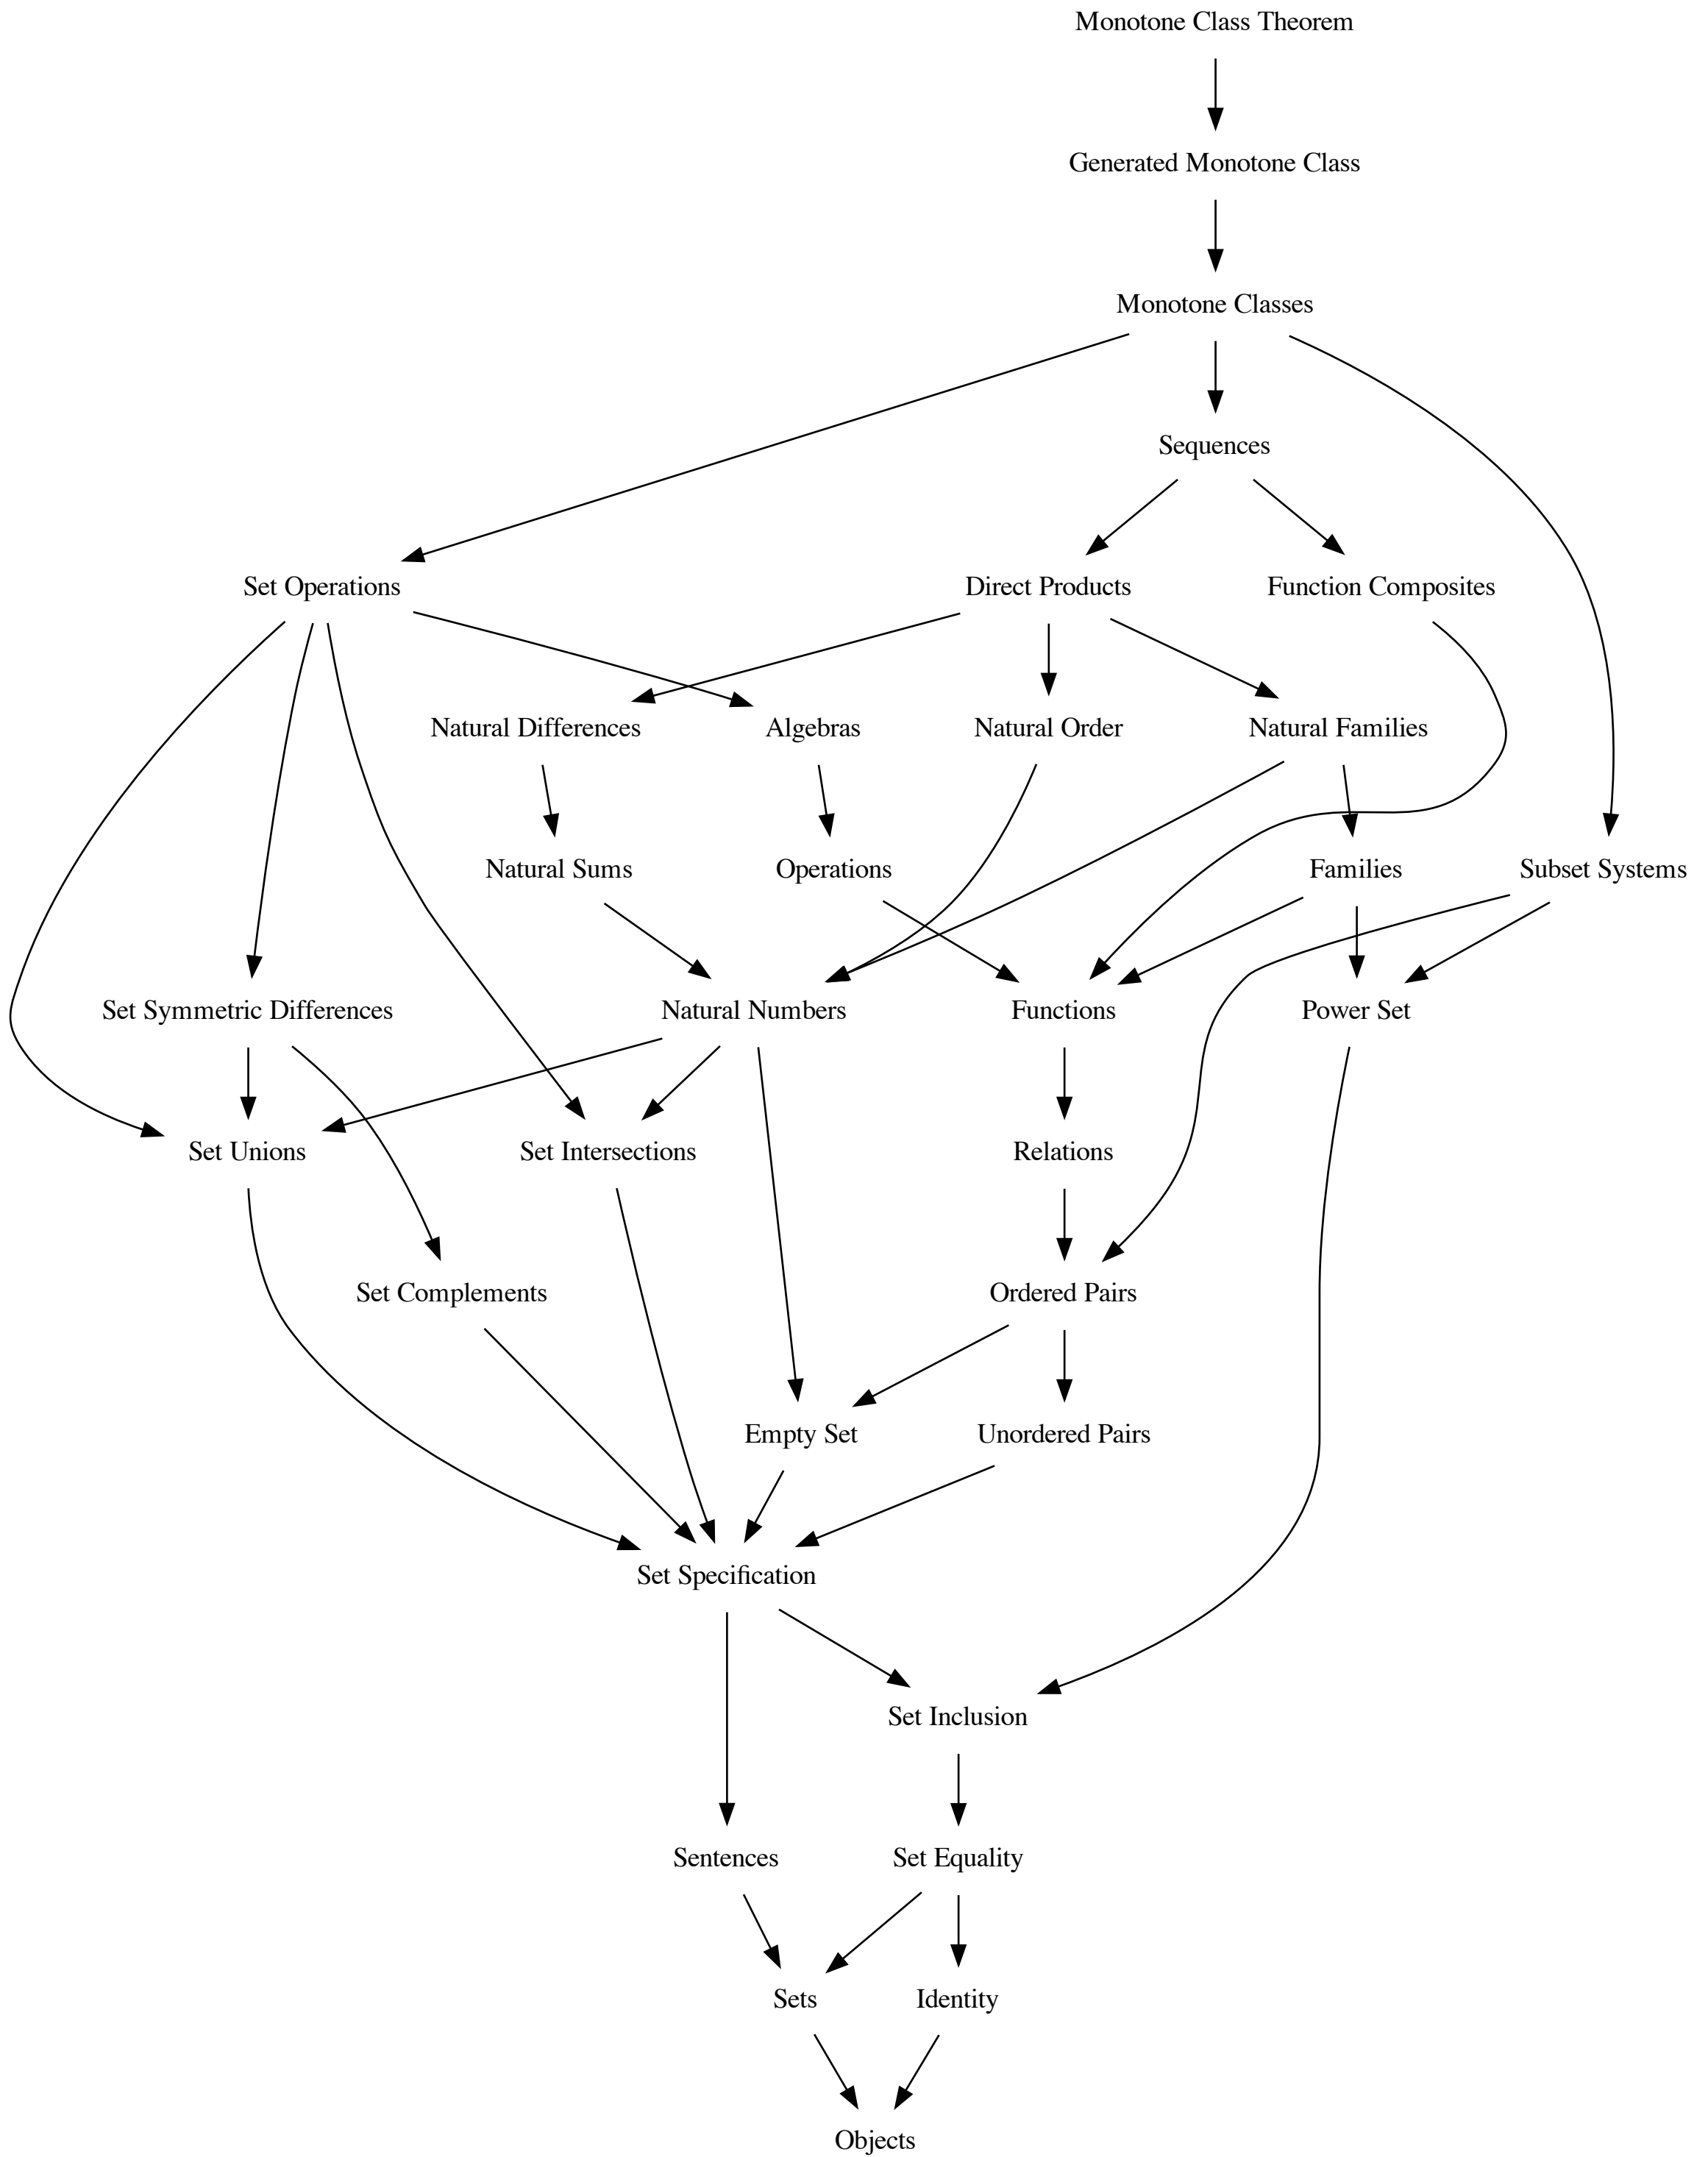 Monotone Class Theorem
Generated Monotone Class
Monotone Classes
Sequences
Set Operations
Direct Products
Function Composites
Natural Differences
Algebras
Natural Order
Natural Families
Natural Sums
Operations
Families
Subset Systems
Set Symmetric Differences
Natural Numbers
Functions
Power Set
Set Unions
Set Intersections
Relations
Set Complements
Ordered Pairs
Empty Set
Unordered Pairs
Set Specification
Set Inclusion
Sentences
Set Equality
Sets
Identity
Objects